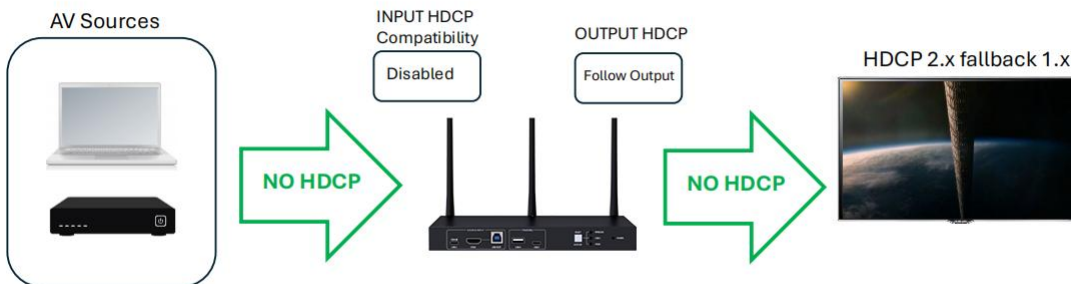 AV Sources
INPUT HDCP
Compatibility
OUTPUT HDCP
HDCP 2.x fallback 1.x
Disabled
Follow Output
NO HDCP
NO HDCP